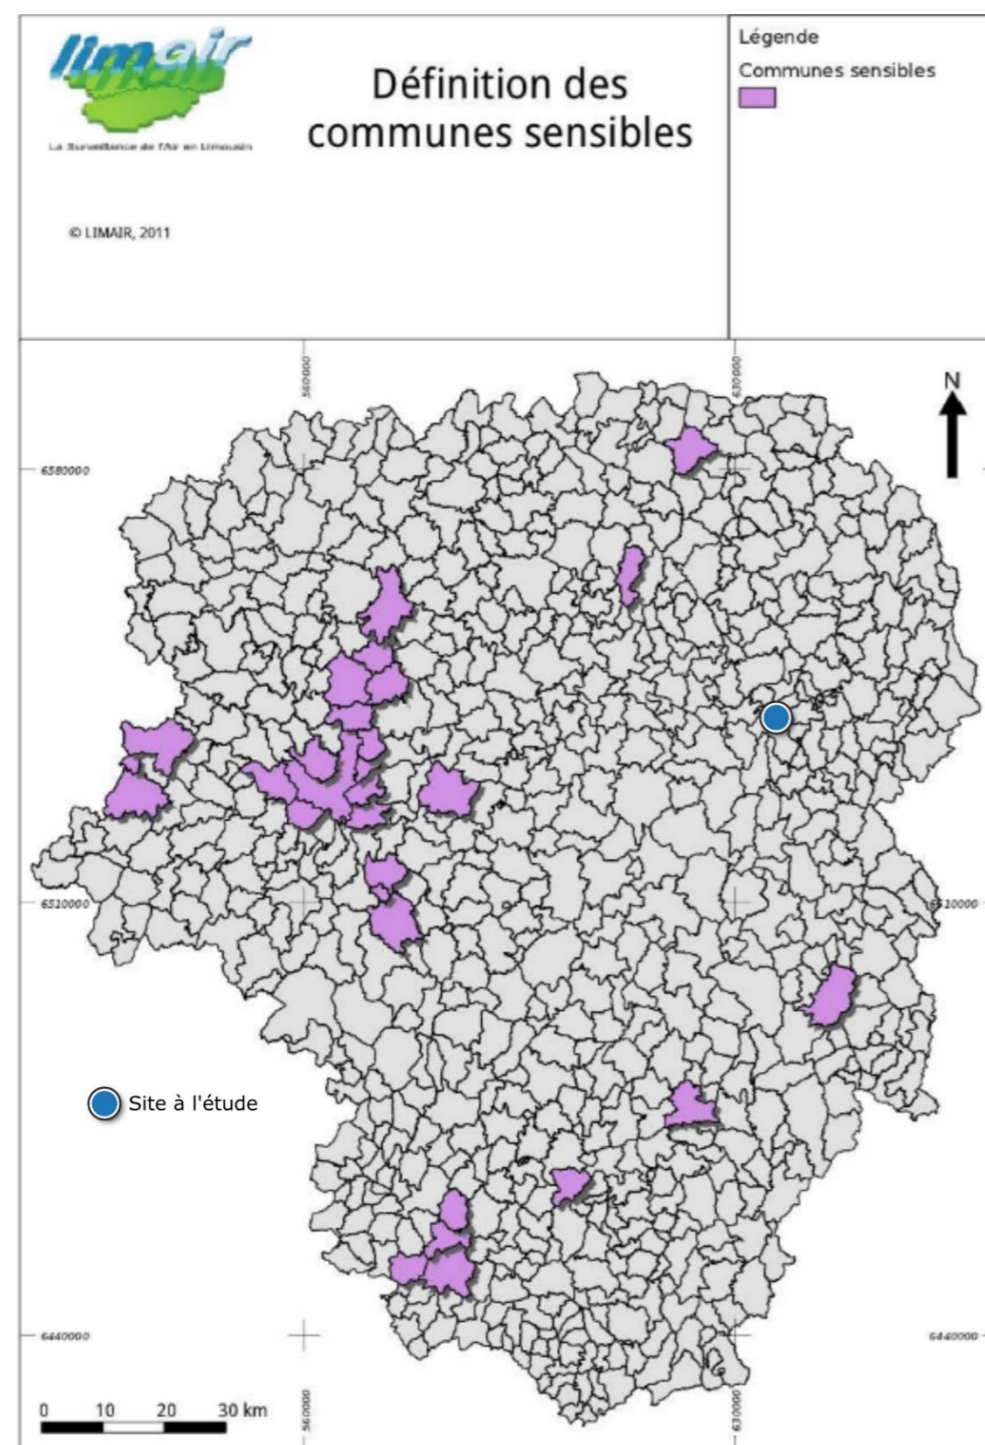 limair
La Surveillance de l'Air en Limousin
© LIMAIR, 2011
Définition des
communes sensibles
Légende
Communes sensibles
560000
630000
N
6580000
6510000
6510000
Site à l'étude
6440000
6440000
0 10 20 30 km
560000
630000